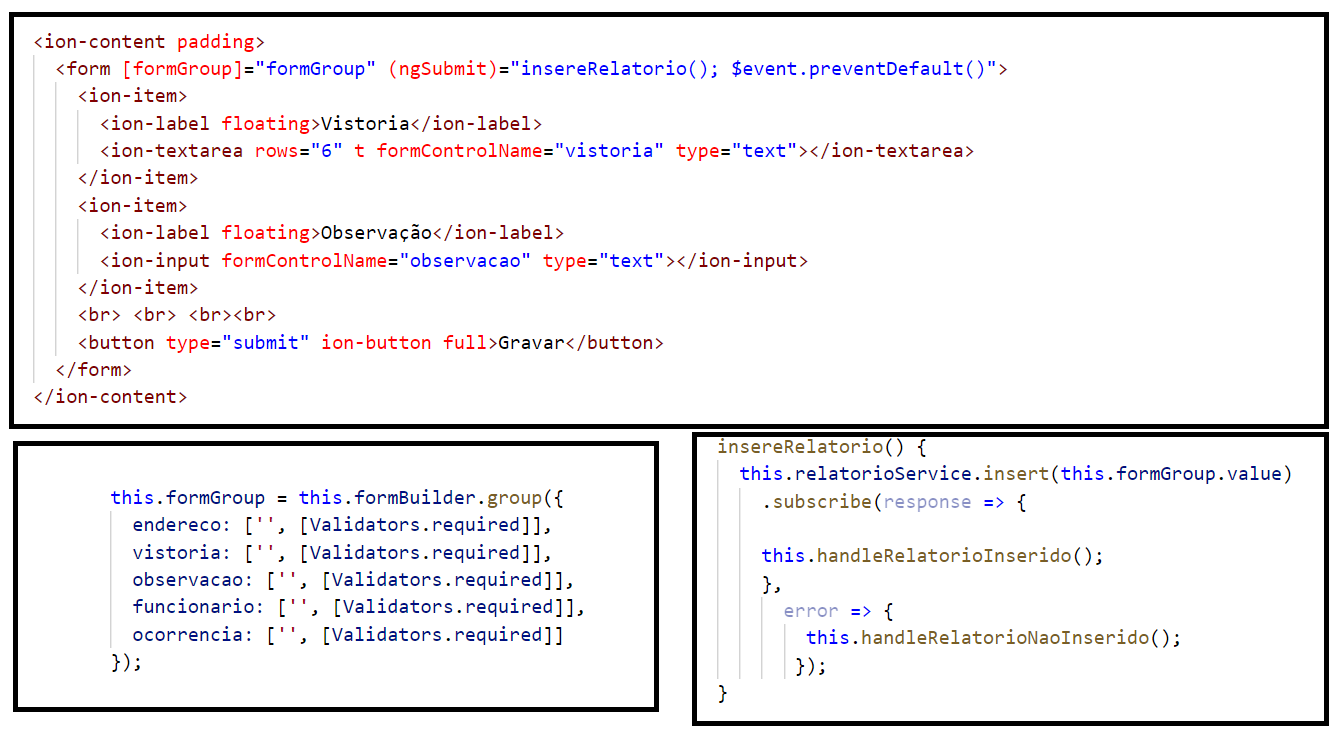 <ion-content padding>
<form [formGroup]="formGroup" (ngSubmit)="insereRelatorio(); $event.preventDefault()">
<ion-item>
<ion-label floating>Vistoria</ion-label>
<ion-textarea rows="6" t formControlName="vistoria" type="text"></ion-textarea>
</ion-item>
<ion-item>
<ion-label floating>Observação</ion-label>
<ion-input formControlName="observacao" type="text"></ion-input>
</ion-item>
<br> <br> <br><br>
<button type="submit" ion-button full>Gravar</button>
</form>
</ion-content>
this.formGroup = this.formBuilder.group({
endereco: ['', [Validators.required]],
vistoria: ['', [Validators.required]],
observacao: ['', [Validators.required]],
funcionario: ['', [Validators.required]],
ocorrencia: ['', [Validators.required]]
});
insereRelatorio() {
this.relatorioService.insert(this.formGroup.value)
.subscribe(response => {
this.handleRelatorioInserido();
},
error => {
this.handleRelatorioNaoInserido();
});
}